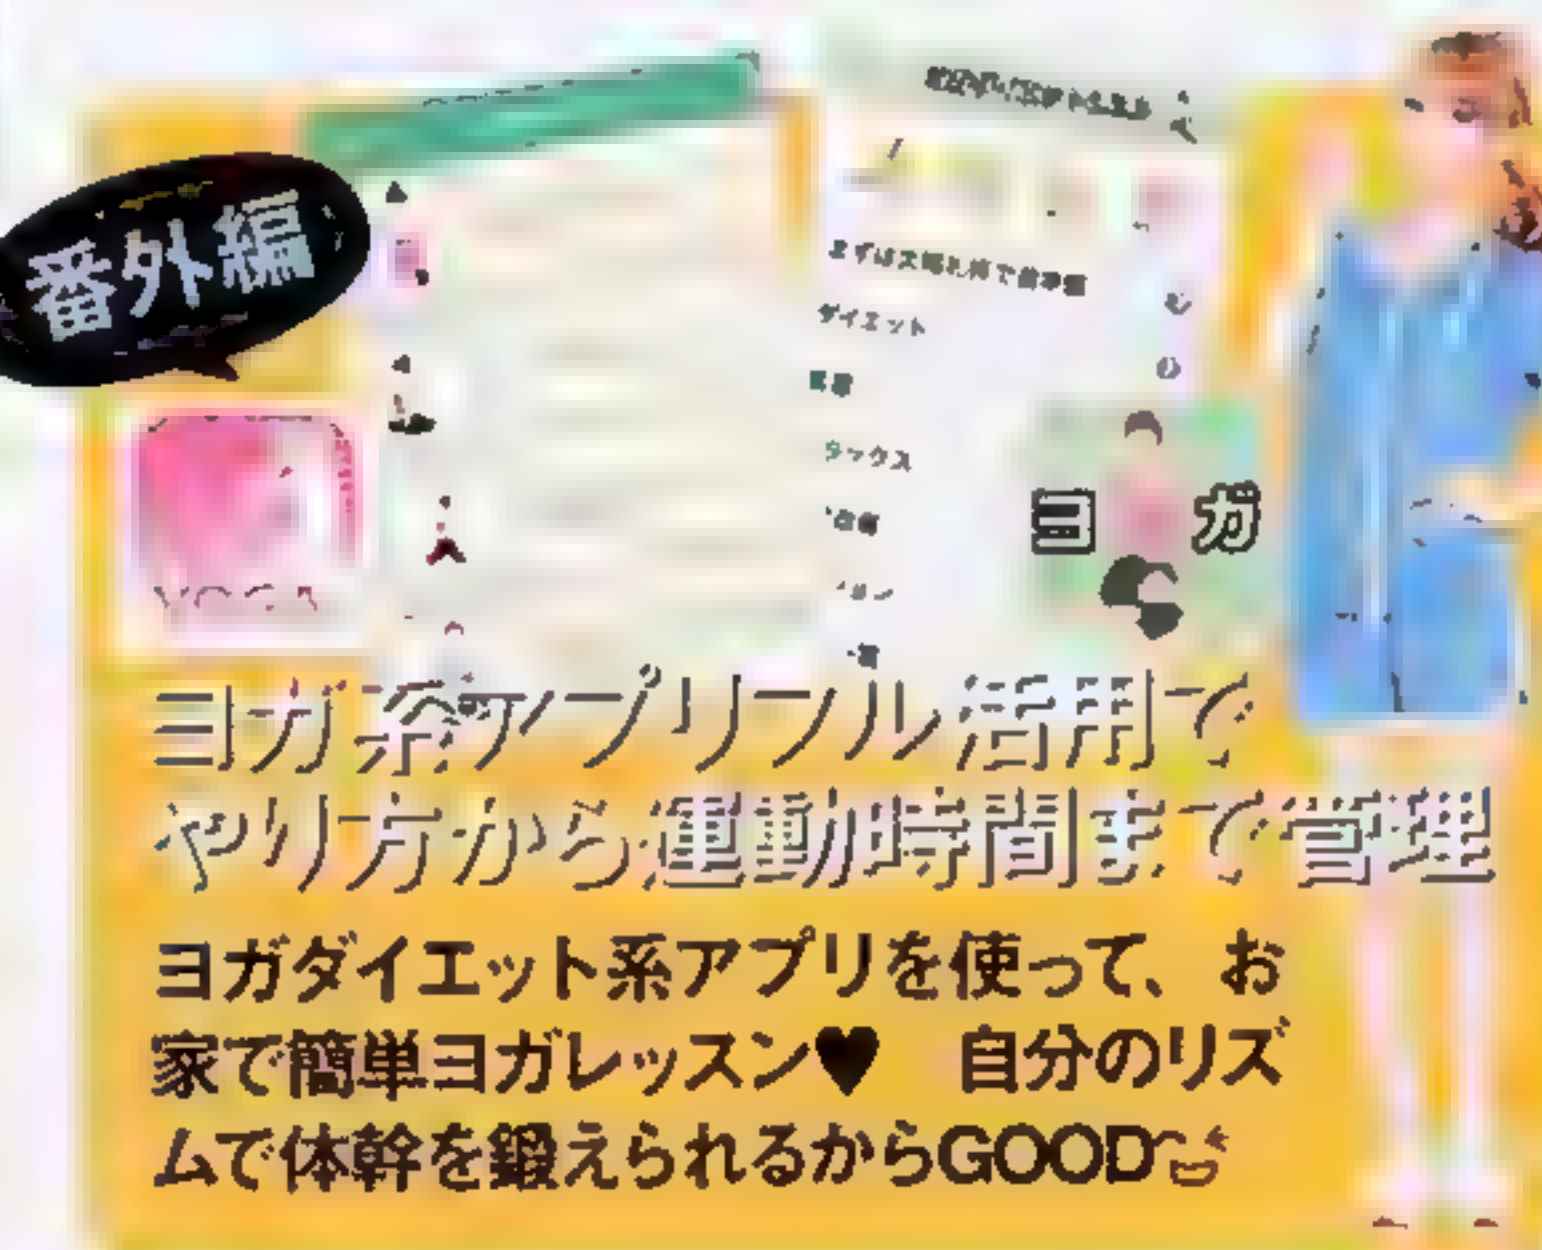 番外編
ダイエット
ヨガ
ヨガ系アプリフル活用で
やり方から運動時間まで管理
ヨガダイエット系アプリを使って、お
家で簡単ヨガレッスン♥ 自分のリズ
ムで体幹を鍛えられるからGOOD